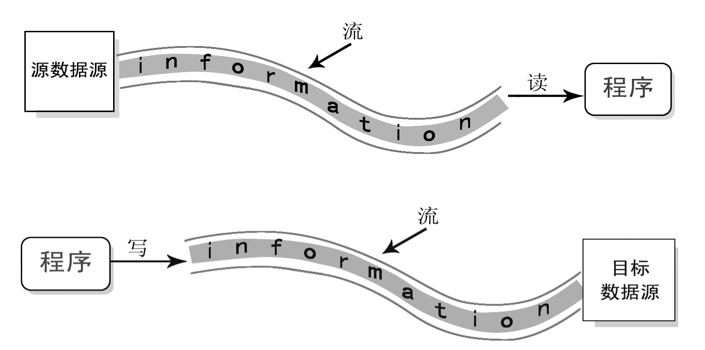 流
源数据源
information
读
程序
流
程序
写
information
目标
数据源